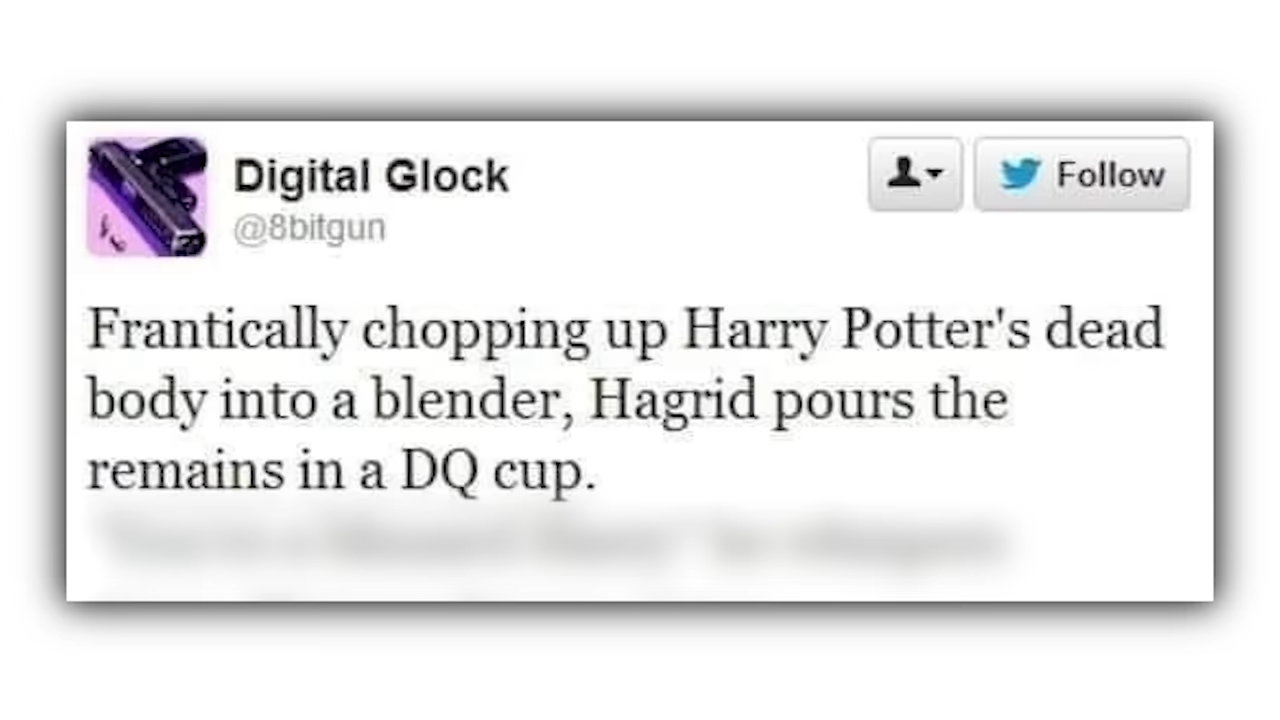 Digital Glock
@8bitgun
Follow
Frantically chopping up Harry Potter's dead
body into a blender, Hagrid pours the
remains in a DQ cup.